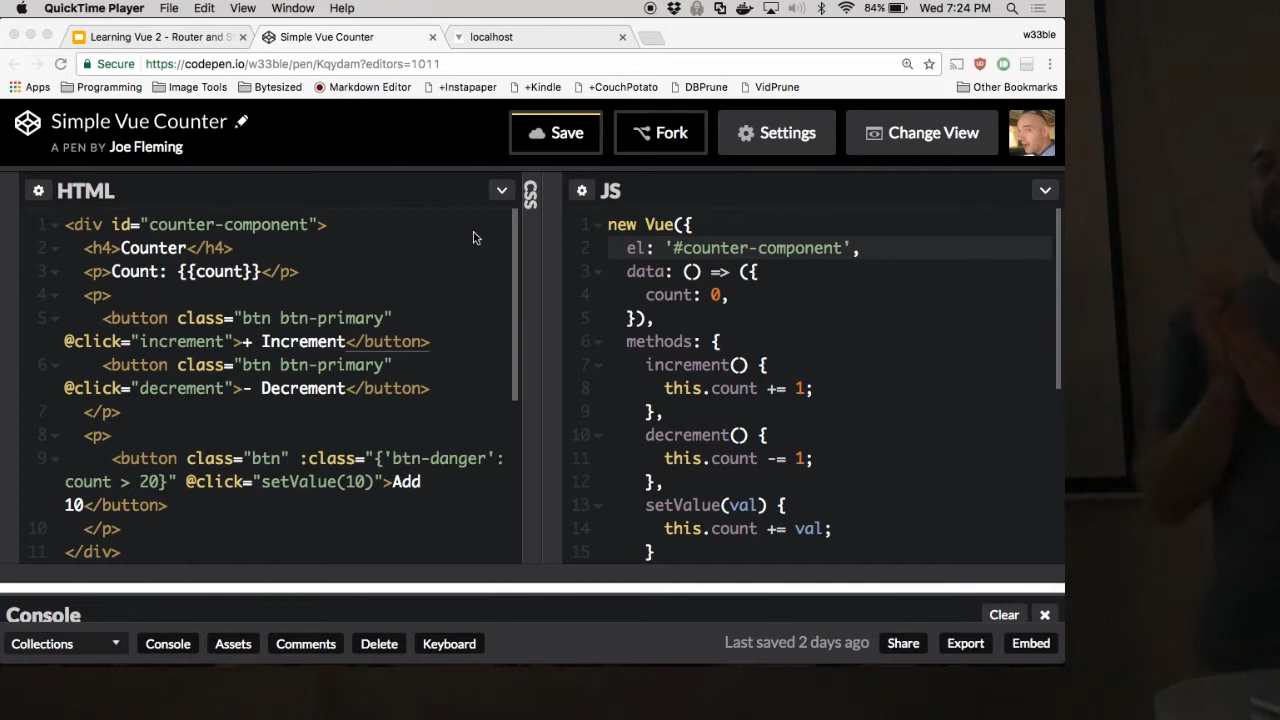 QuickTime Player File Edit View Window Help 84% Wed 7:24 PM
Learning Vue 2 - Router and S Simple Vue Counter localhost w33ble
Secure https://codepen.io/w33ble/pen/Kqydam?editors=1011
Apps Programming Image Tools Bytesized Markdown Editor +Instapaper +Kindle +CouchPotato DBPrune VidPrune Other Bookmarks
Simple Vue Counter
A PEN BY Joe Fleming
Save Fork Settings Change View
HTML
1 <div id="counter-component">
2 <h4>Counter</h4>
3 <p>Count: {{count}}</p>
4 <p>
5 <button class="btn btn-primary"
@click="increment">+ Increment</button>
6 <button class="btn btn-primary"
@click="decrement">- Decrement</button>
7 </p>
8 <p>
9 <button class="btn" :class="{'btn-danger':
count > 20}" @click="setValue(10)">Add
10</button>
10 </p>
11 </div>
CSS
JS
1 new Vue({
2 el: '#counter-component',
3 data: () => ({
4 count: 0,
5 }),
6 methods: {
7 increment() {
8 this.count += 1;
9 },
10 decrement() {
11 this.count -= 1;
12 },
13 setValue(val) {
14 this.count += val;
15 }
Console Clear
Collections Console Assets Comments Delete Keyboard Last saved 2 days ago Share Export Embed